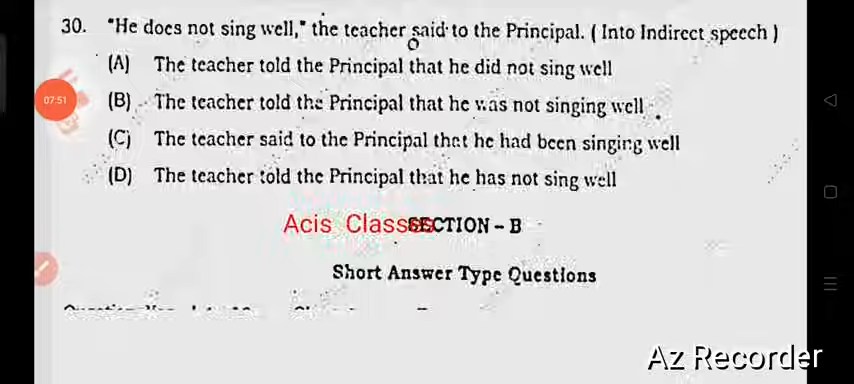 30. "He does not sing well," the teacher said to the Principal. ( Into Indirect speech )
(A) The teacher told the Principal that he did not sing well
07:51
(B) The teacher told the Principal that he was not singing well
(C) The teacher said to the Principal that he had been singing well
(D) The teacher told the Principal that he has not sing well
Acis Classes
SECTION – B
Short Answer Type Questions
Az Recorder